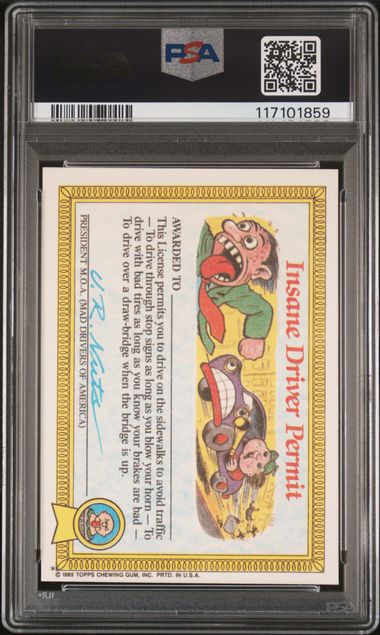 PSA
117101859
Insane Driver Permit
AWARDED TO
This License permits you to drive on the sidewalks to avoid traffic
— To drive through stop signs as long as you blow your horn — To
drive with bad tires as long as you know your brakes are bad —
To drive over a draw-bridge when the bridge is up.
U. R. Nuts
PRESIDENT M.O.A. (MAD DRIVERS OF AMERICA)
* © 1985 TOPPS CHEWING GUM, INC. PRTD. IN U.S.A.
PSA